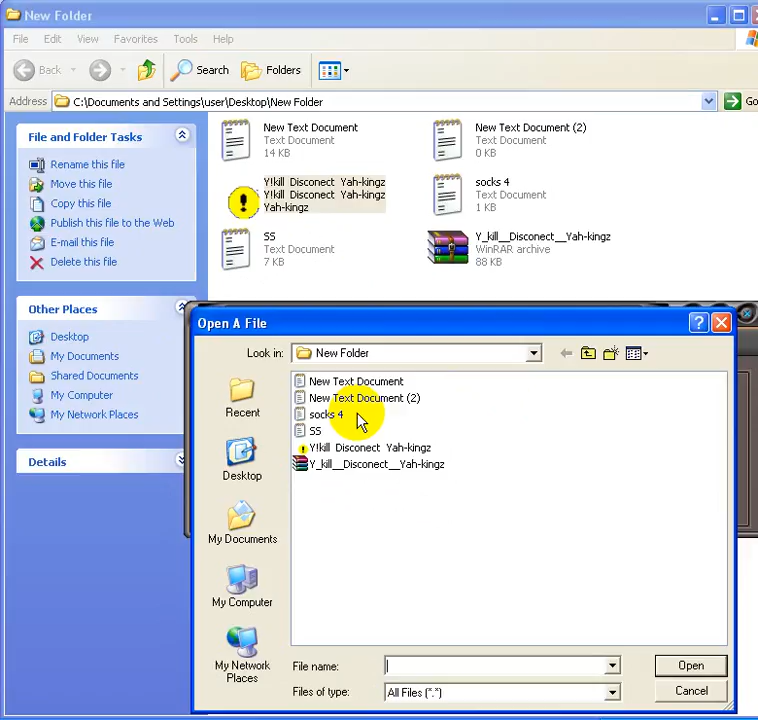 New Folder
File Edit View Favorites Tools Help
Back Search Folders
Address C:\Documents and Settings\user\Desktop\New Folder Go
File and Folder Tasks
Rename this file
Move this file
Copy this file
Publish this file to the Web
E-mail this file
Delete this file
Other Places
Desktop
My Documents
Shared Documents
My Computer
My Network Places
Details
New Text Document
Text Document
14 KB
New Text Document (2)
Text Document
0 KB
Y!kill Disconect Yah-kingz
Y!kill Disconect Yah-kingz
Yah-kingz
socks 4
Text Document
1 KB
SS
Text Document
7 KB
Y_kill__Disconect__Yah-kingz
WinRAR archive
88 KB
Open A File
Look in: New Folder
Recent
Desktop
My Documents
My Computer
My Network
Places
New Text Document
New Text Document (2)
socks 4
SS
Y!kill Disconect Yah-kingz
Y_kill__Disconect__Yah-kingz
File name: Open
Files of type: All Files (*.*) Cancel